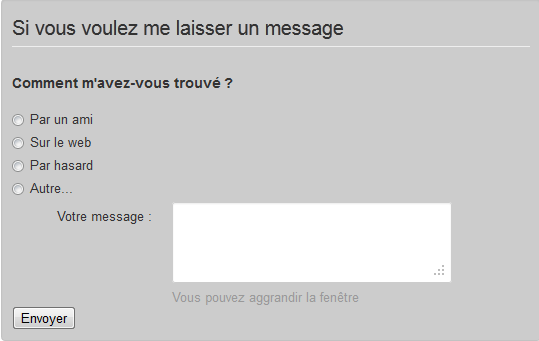 Si vous voulez me laisser un message
Comment m'avez-vous trouvé ?
Par un ami
Sur le web
Par hasard
Autre...
Votre message :
Vous pouvez aggrandir la fenêtre
Envoyer